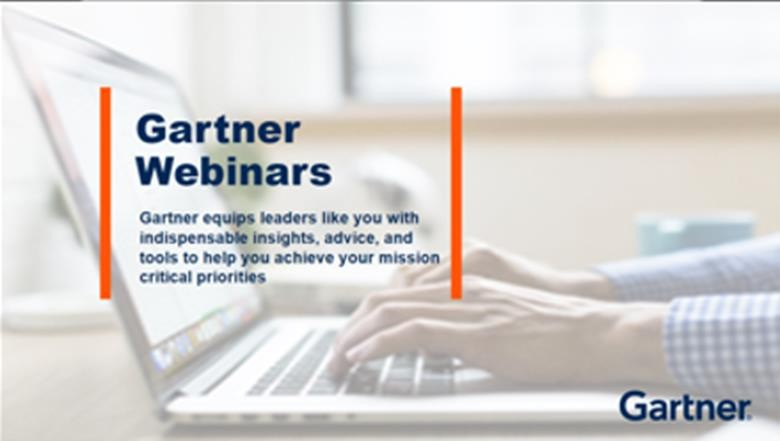 Gartner
Webinars
Gartner equips leaders like you with
indispensable insights, advice, and
tools to help you achieve your mission
critical priorities
Gartner